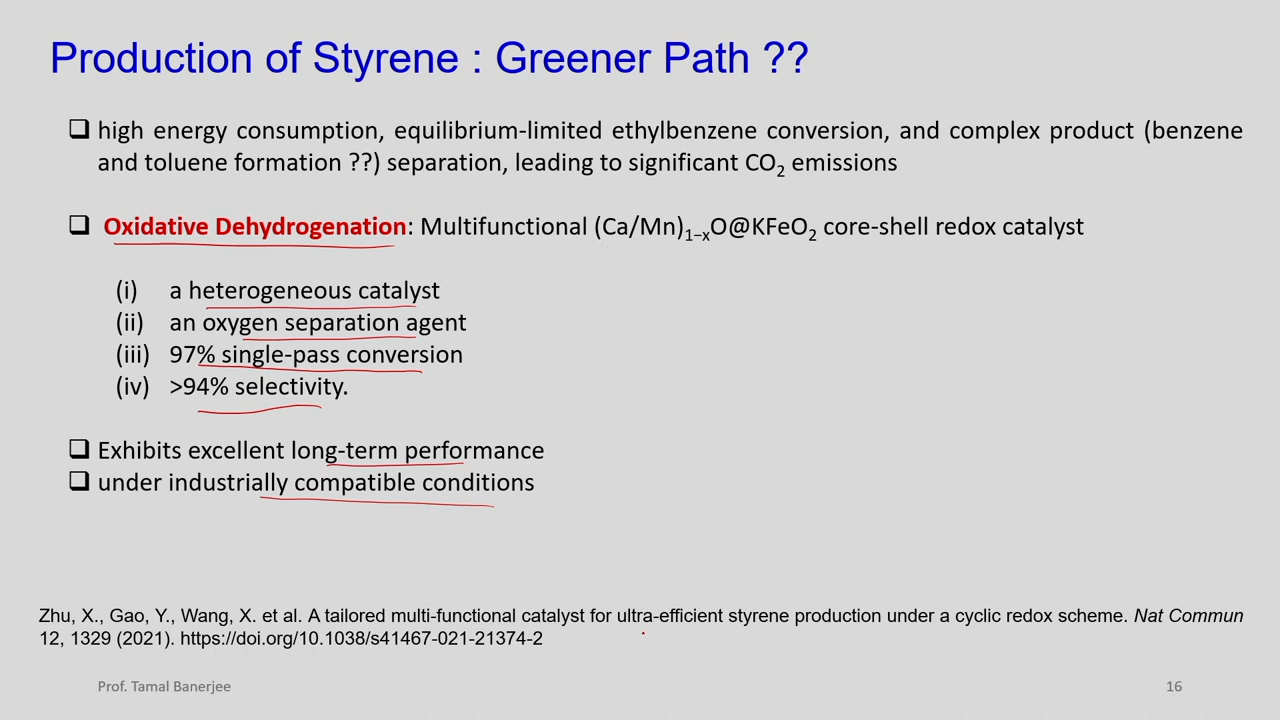 Production of Styrene : Greener Path ??
❑ high energy consumption, equilibrium-limited ethylbenzene conversion, and complex product (benzene
and toluene formation ??) separation, leading to significant CO₂ emissions
❑ Oxidative Dehydrogenation: Multifunctional (Ca/Mn)₁₋ₓO@KFeO₂ core-shell redox catalyst
(i) a heterogeneous catalyst
(ii) an oxygen separation agent
(iii) 97% single-pass conversion
(iv) >94% selectivity.
❑ Exhibits excellent long-term performance
❑ under industrially compatible conditions
Zhu, X., Gao, Y., Wang, X. et al. A tailored multi-functional catalyst for ultra-efficient styrene production under a cyclic redox scheme. Nat Commun
12, 1329 (2021). https://doi.org/10.1038/s41467-021-21374-2
Prof. Tamal Banerjee 16